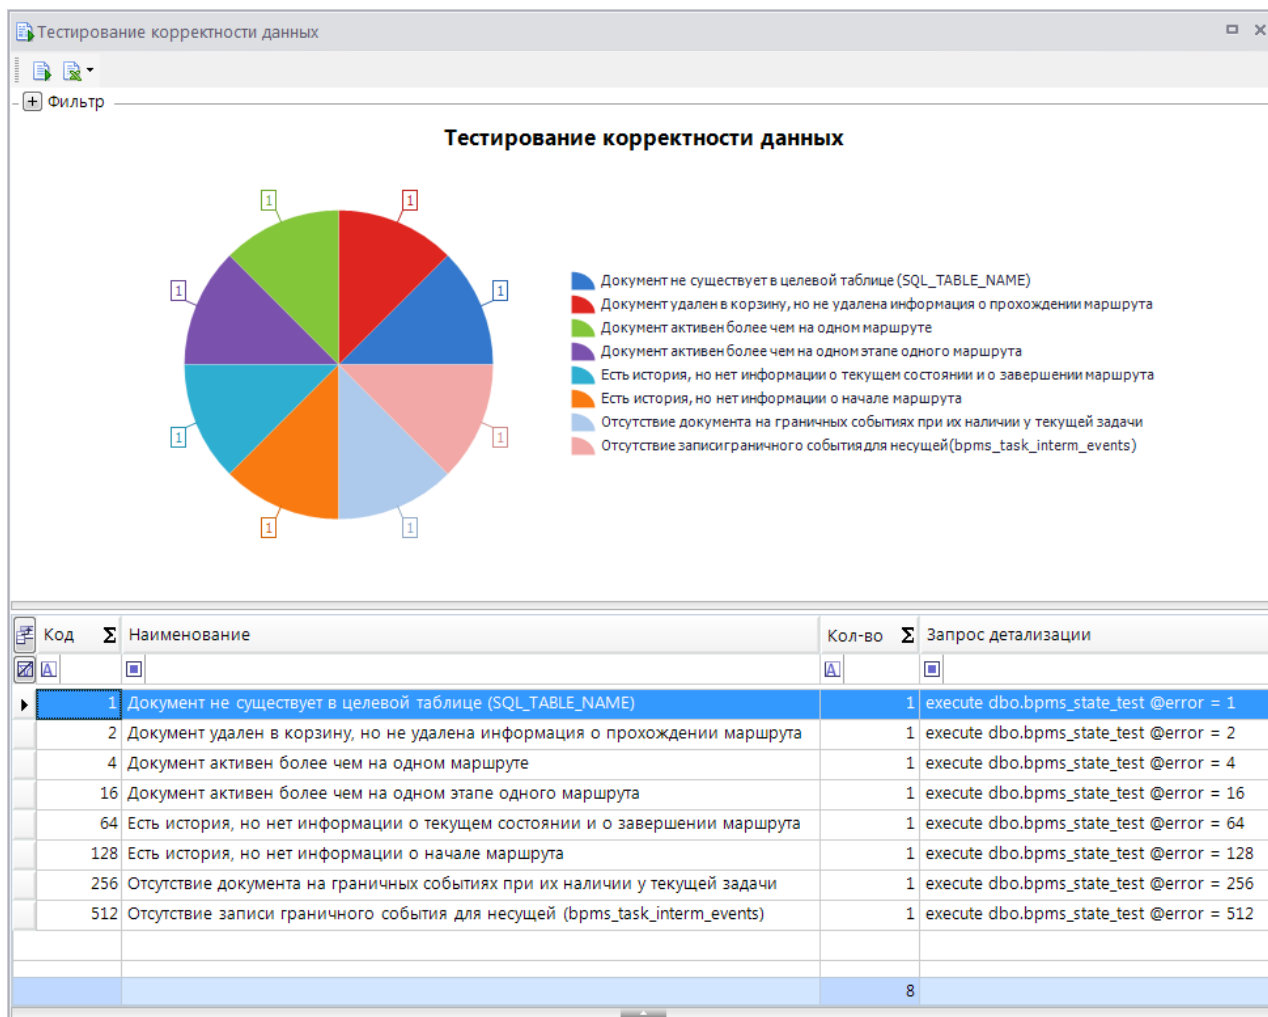 Тестирование корректности данных
Фильтр
Тестирование корректности данных
1 1
1 1
1 1
1 1
Документ не существует в целевой таблице (SQL_TABLE_NAME)
Документ удален в корзину, но не удалена информация о прохождении маршрута
Документ активен более чем на одном маршруте
Документ активен более чем на одном этапе одного маршрута
Есть история, но нет информации о текущем состоянии и о завершении маршрута
Есть история, но нет информации о начале маршрута
Отсутствие документа на граничных событиях при их наличии у текущей задачи
Отсутствие записи граничного события для несущей (bpms_task_interm_events)
Код Σ Наименование Кол-во Σ Запрос детализации
A A
1 Документ не существует в целевой таблице (SQL_TABLE_NAME) 1 execute dbo.bpms_state_test @error = 1
2 Документ удален в корзину, но не удалена информация о прохождении маршрута 1 execute dbo.bpms_state_test @error = 2
4 Документ активен более чем на одном маршруте 1 execute dbo.bpms_state_test @error = 4
16 Документ активен более чем на одном этапе одного маршрута 1 execute dbo.bpms_state_test @error = 16
64 Есть история, но нет информации о текущем состоянии и о завершении маршрута 1 execute dbo.bpms_state_test @error = 64
128 Есть история, но нет информации о начале маршрута 1 execute dbo.bpms_state_test @error = 128
256 Отсутствие документа на граничных событиях при их наличии у текущей задачи 1 execute dbo.bpms_state_test @error = 256
512 Отсутствие записи граничного события для несущей (bpms_task_interm_events) 1 execute dbo.bpms_state_test @error = 512
8